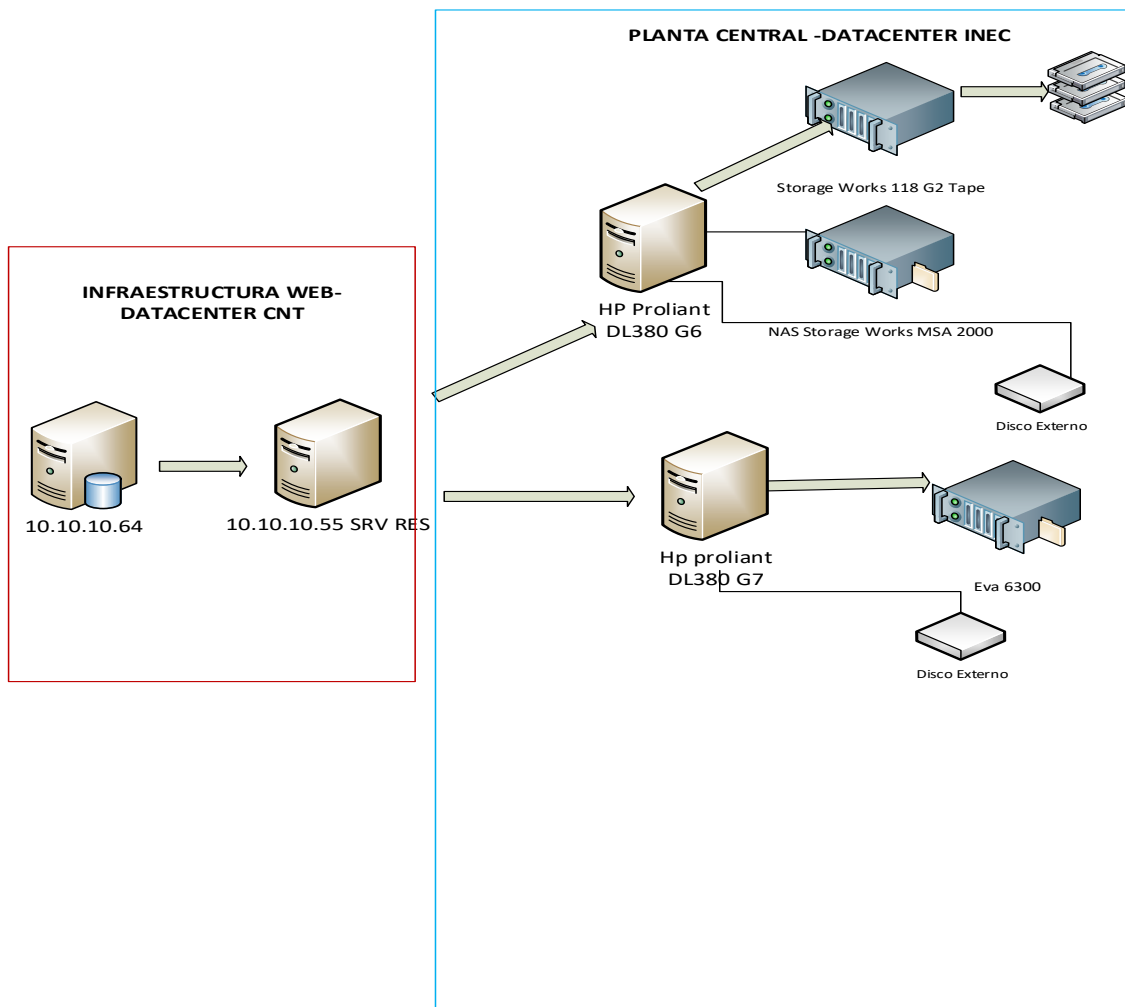 PLANTA CENTRAL -DATACENTER INEC
Storage Works 118 G2 Tape
HP Proliant
DL380 G6
NAS Storage Works MSA 2000
Disco Externo
INFRAESTRUCTURA WEB-
DATACENTER CNT
10.10.10.64
10.10.10.55 SRV RES
Hp proliant
DL380 G7
Eva 6300
Disco Externo